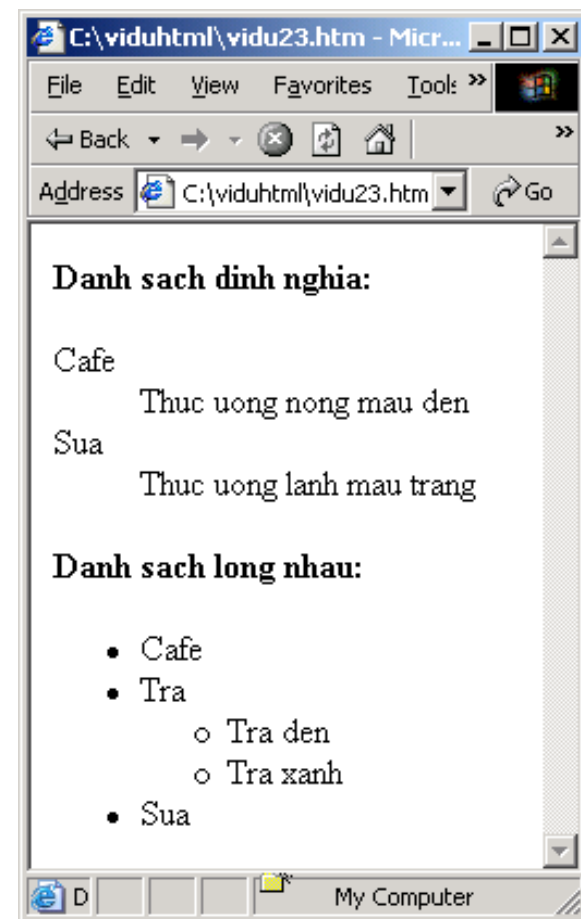 C:\viduhtml\vidu23.htm - Micr...
File Edit View Favorites Tools »
Back »
Address C:\viduhtml\vidu23.htm Go
Danh sach dinh nghia:
Cafe
Thuc uong nong mau den
Sua
Thuc uong lanh mau trang
Danh sach long nhau:
• Cafe
• Tra
o Tra den
o Tra xanh
• Sua
D My Computer